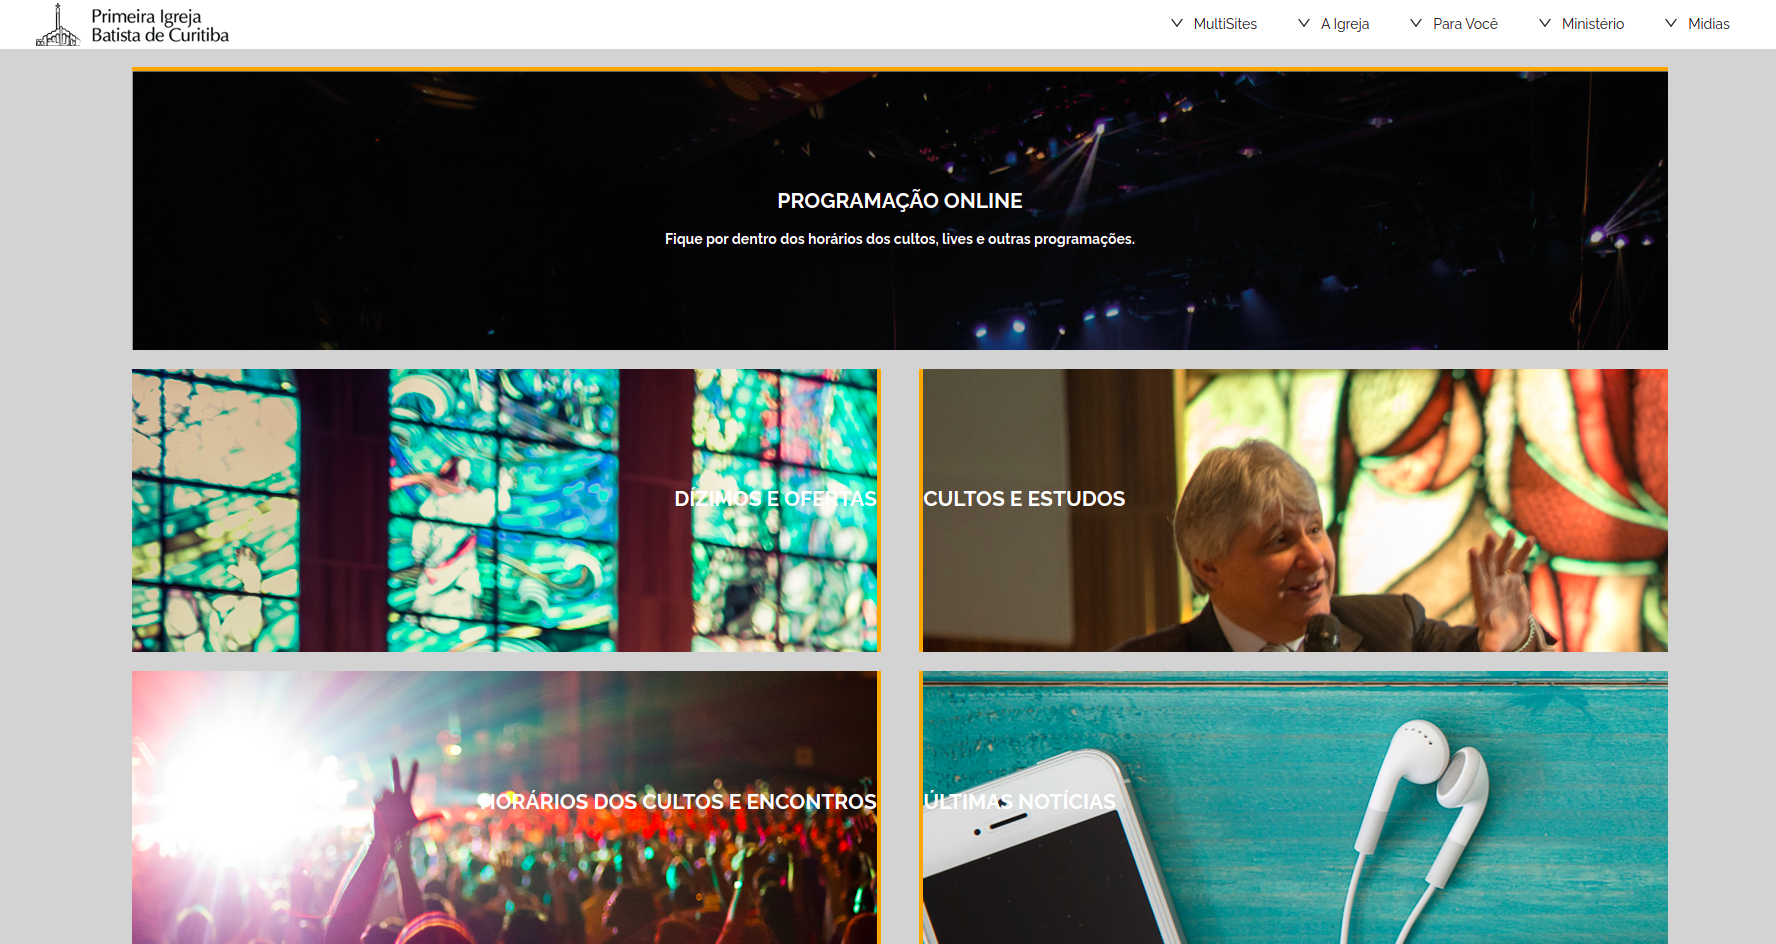 Primeira Igreja
Batista de Curitiba
MultiSites
A Igreja
Para Você
Ministério
Midias
PROGRAMAÇÃO ONLINE
Fique por dentro dos horários dos cultos, lives e outras programações.
DÍZIMOS E OFERTAS
CULTOS E ESTUDOS
HORÁRIOS DOS CULTOS E ENCONTROS
ÚLTIMAS NOTÍCIAS